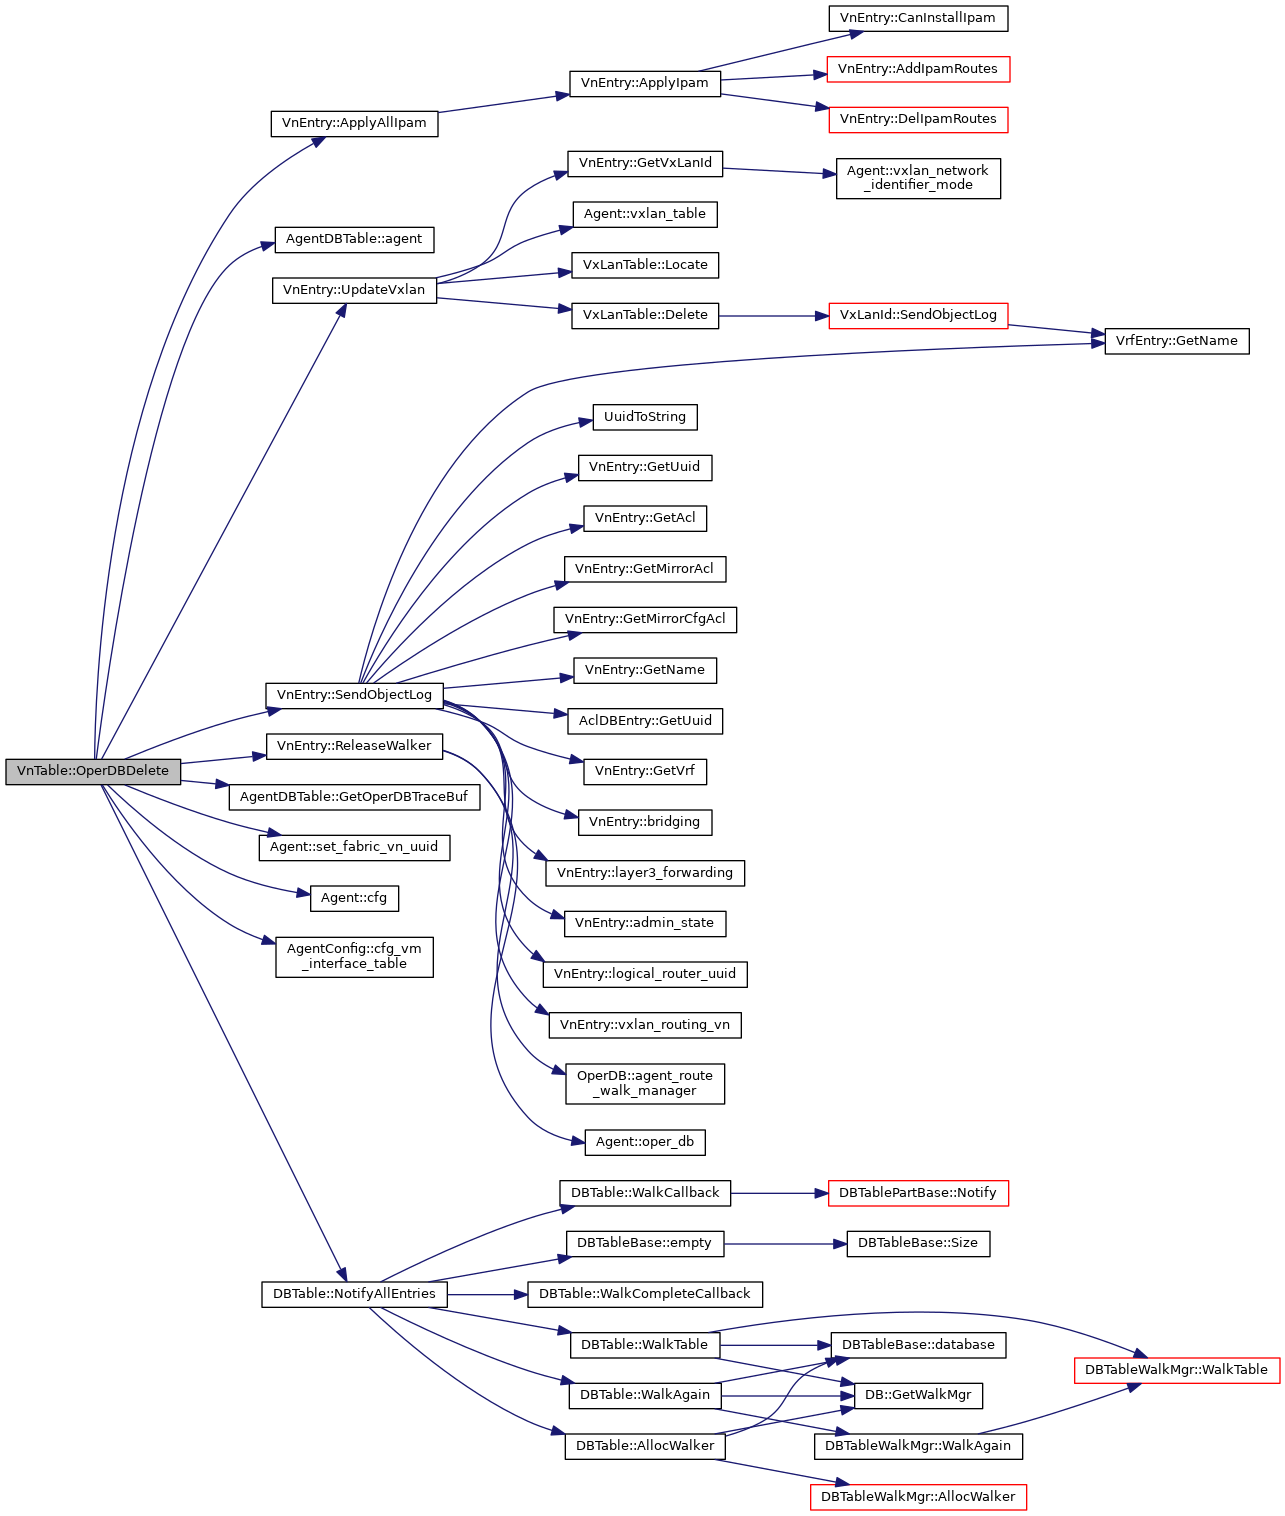 VnEntry::CanInstallIpam
VnEntry::AddIpamRoutes
VnEntry::ApplyIpam
VnEntry::DelIpamRoutes
VnEntry::ApplyAllIpam
VnEntry::GetVxLanId
Agent::vxlan_network
_identifier_mode
Agent::vxlan_table
AgentDBTable::agent
VxLanTable::Locate
VnEntry::UpdateVxlan
VxLanTable::Delete
VxLanId::SendObjectLog
VrfEntry::GetName
UuidToString
VnEntry::GetUuid
VnEntry::GetAcl
VnEntry::GetMirrorAcl
VnEntry::GetMirrorCfgAcl
VnEntry::GetName
VnEntry::SendObjectLog
AclDBEntry::GetUuid
VnEntry::ReleaseWalker
VnTable::OperDBDelete
VnEntry::GetVrf
AgentDBTable::GetOperDBTraceBuf
VnEntry::bridging
Agent::set_fabric_vn_uuid
VnEntry::layer3_forwarding
Agent::cfg
VnEntry::admin_state
AgentConfig::cfg_vm
_interface_table
VnEntry::logical_router_uuid
VnEntry::vxlan_routing_vn
OperDB::agent_route
_walk_manager
Agent::oper_db
DBTable::WalkCallback
DBTablePartBase::Notify
DBTableBase::empty
DBTableBase::Size
DBTable::NotifyAllEntries
DBTable::WalkCompleteCallback
DBTable::WalkTable
DBTableBase::database
DBTableWalkMgr::WalkTable
DBTable::WalkAgain
DB::GetWalkMgr
DBTable::AllocWalker
DBTableWalkMgr::WalkAgain
DBTableWalkMgr::AllocWalker